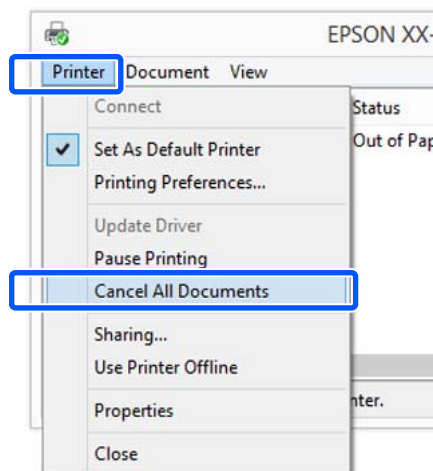 EPSON XX-
Printer Document View
Connect
Status
Set As Default Printer
Out of Pap
Printing Preferences...
Update Driver
Pause Printing
Cancel All Documents
Sharing...
Use Printer Offline
Properties
nter.
Close